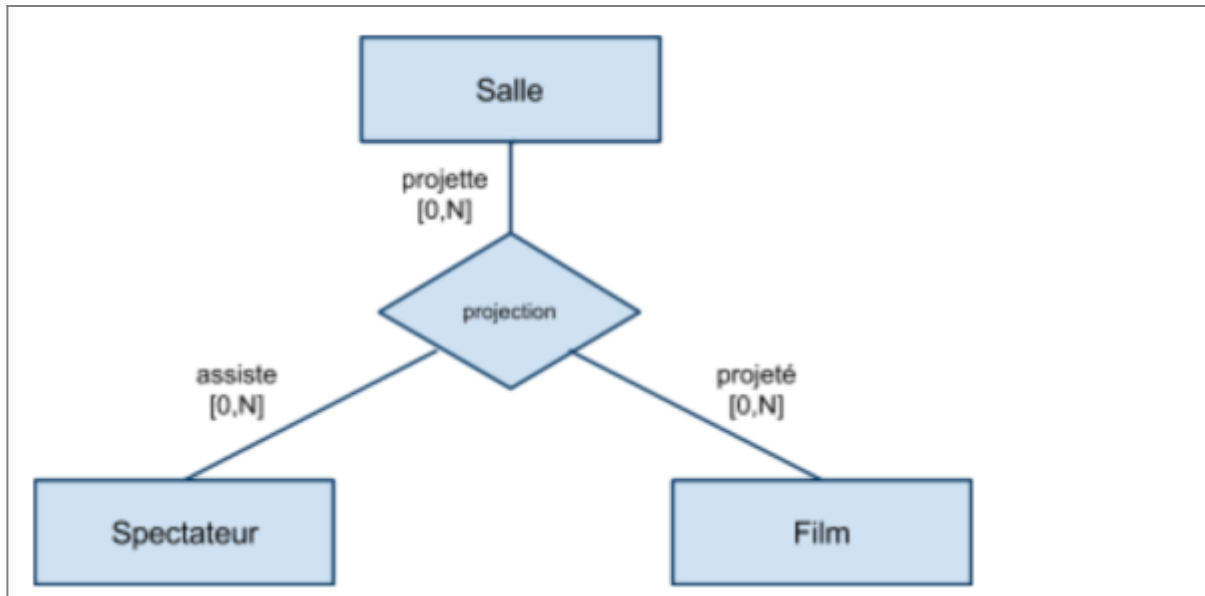 Salle
projette
[0,N]
projection
assiste
[0,N]
projeté
[0,N]
Spectateur
Film